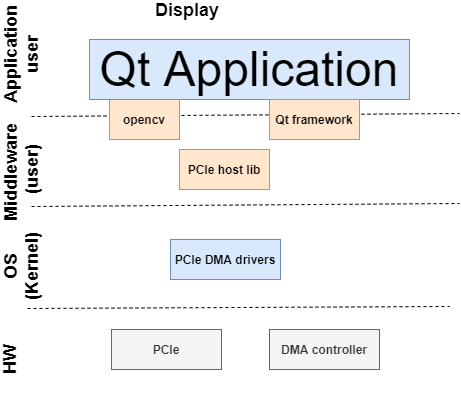 Display
Application
user
Qt Application
opencv
Qt framework
Middleware
(user)
PCIe host lib
OS
(Kernel)
PCIe DMA drivers
HW
PCIe
DMA controller